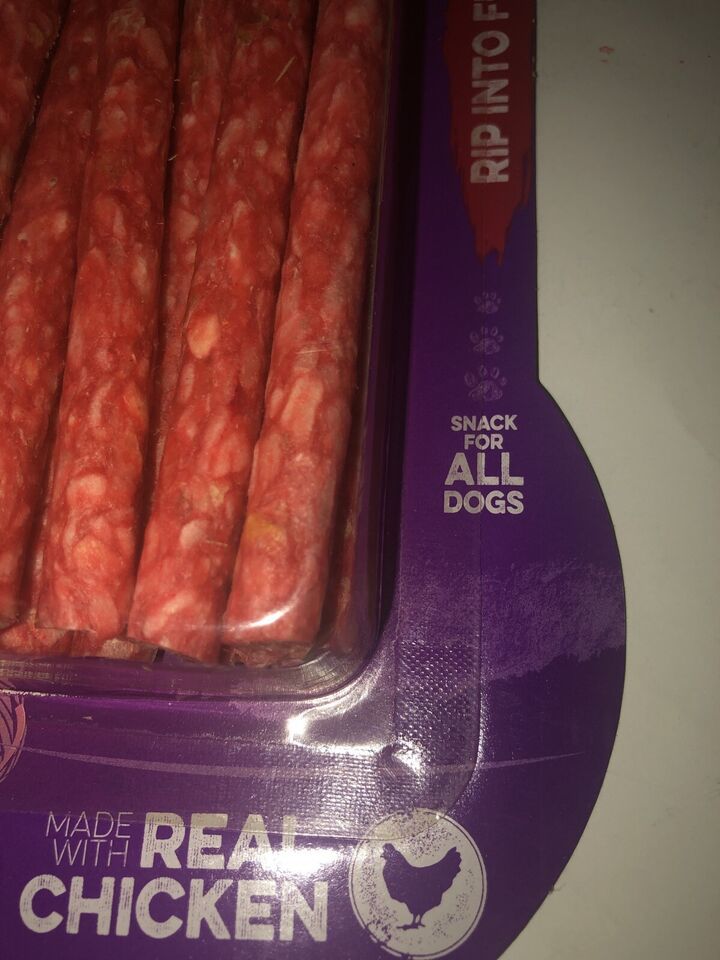 RIP INTO
SNACK
FOR
ALL
DOGS
MADE
WITH REAL
CHICKEN